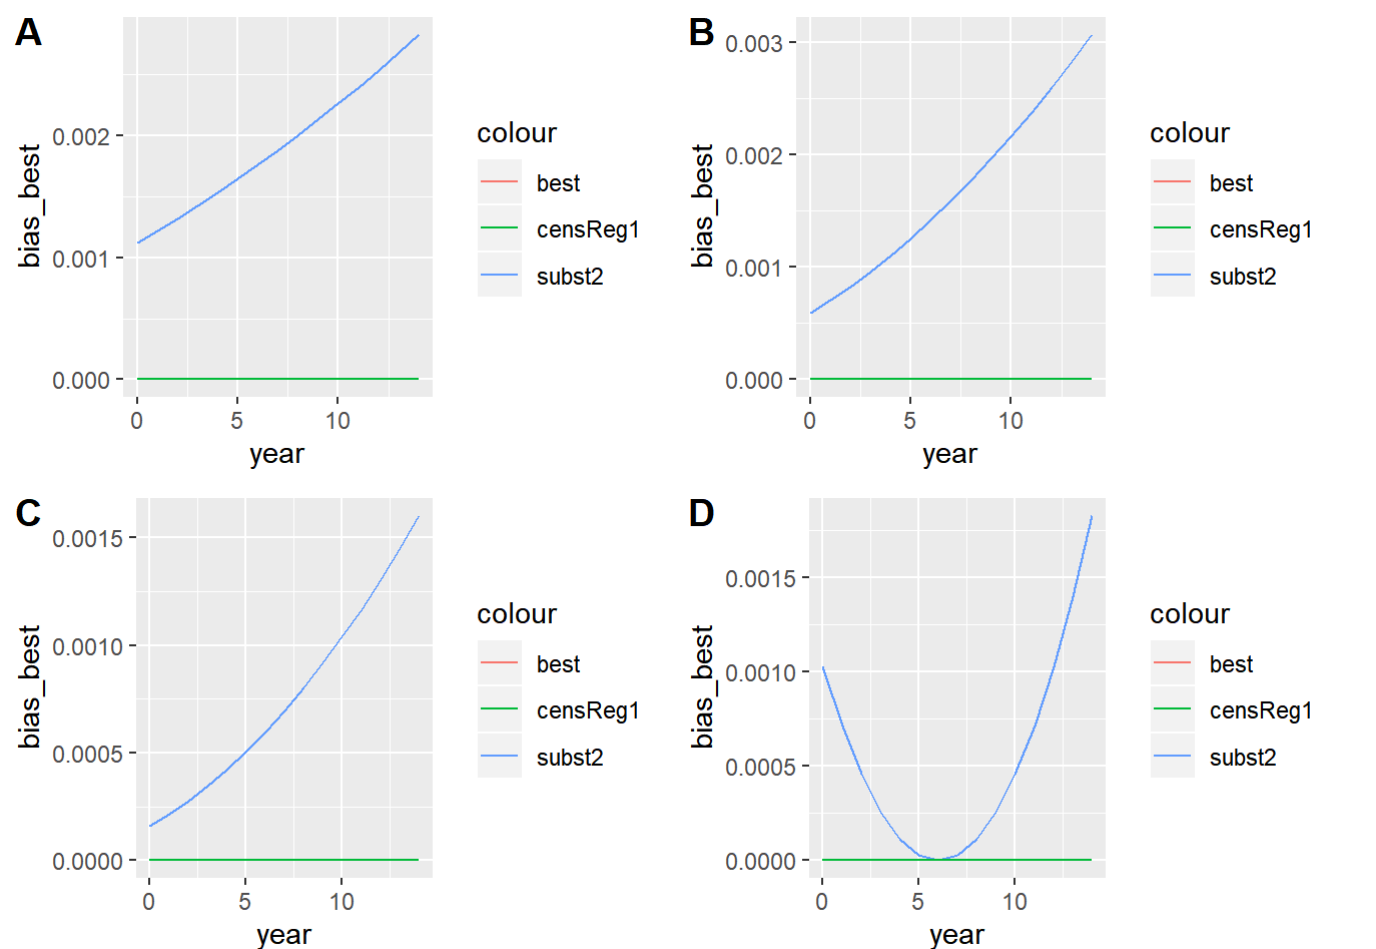 A
bias_best
0.002
0.001
0.000
0
5
10
year
colour
best
censReg1
subst2
B
bias_best
0.003
0.002
0.001
0.000
0
5
10
year
colour
best
censReg1
subst2
C
bias_best
0.0015
0.0010
0.0005
0.0000
0
5
10
year
colour
best
censReg1
subst2
D
bias_best
0.0015
0.0010
0.0005
0.0000
0
5
10
year
colour
best
censReg1
subst2